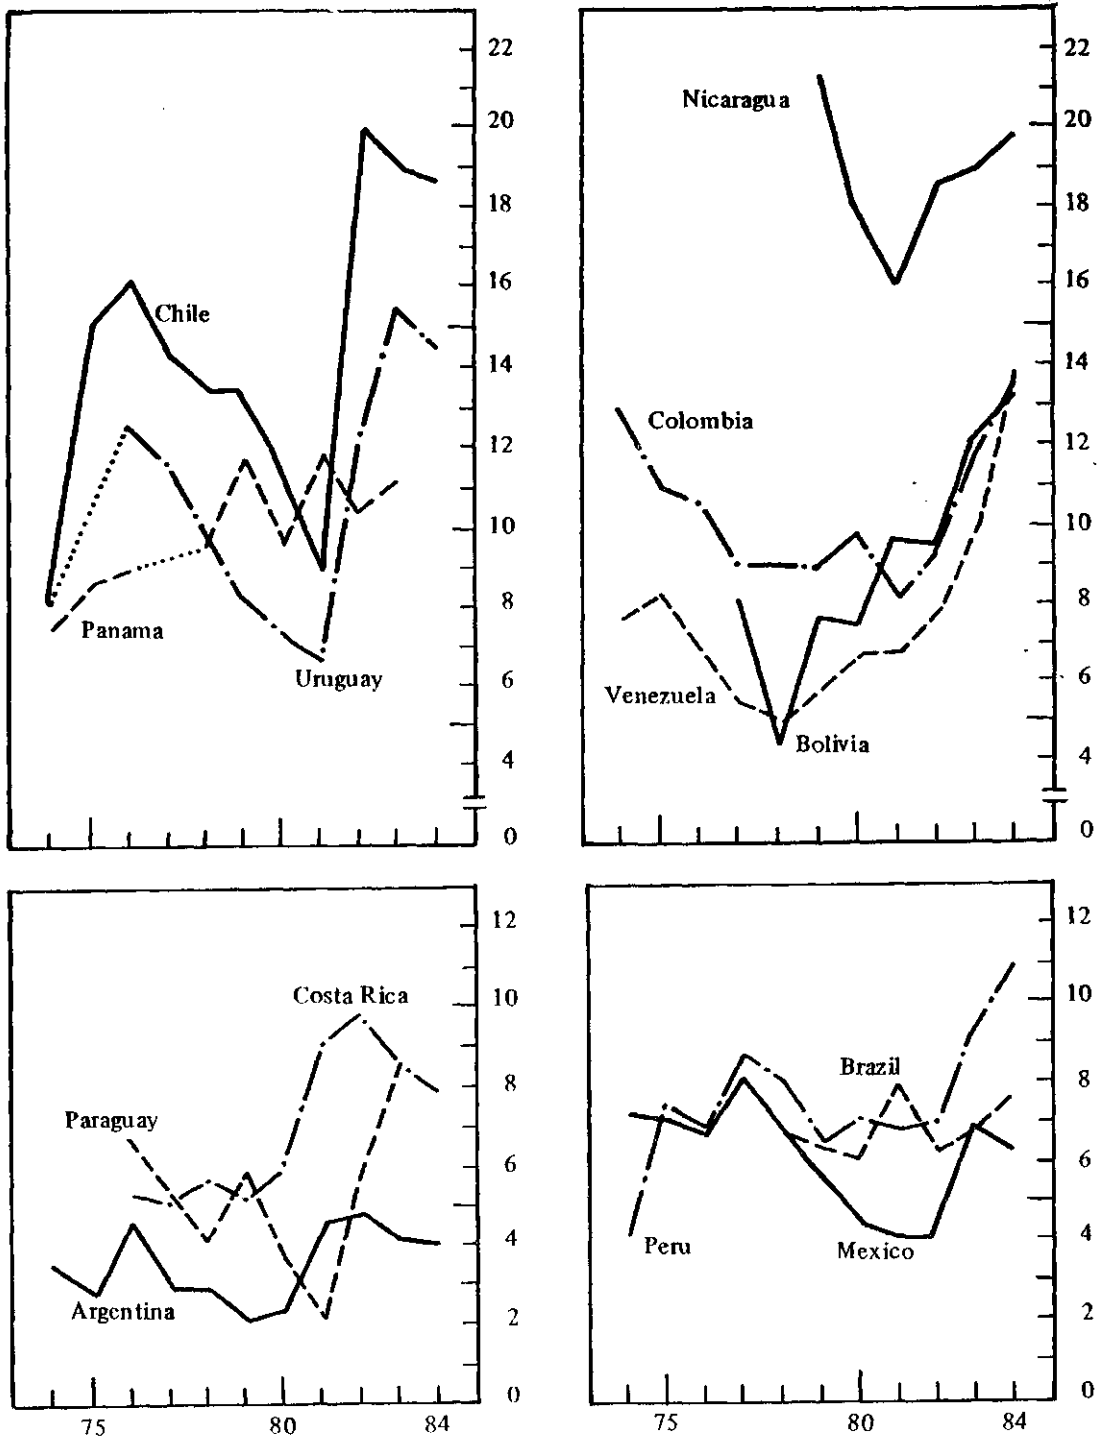 22
20
18
16
14
12
10
8
6
4
0
Chile
Panama
Uruguay
22
20
18
16
14
12
10
8
6
4
0
Nicaragua
Colombia
Venezuela
Bolivia
12
10
8
6
4
2
0
Costa Rica
Paraguay
Argentina
75 80 84
12
10
8
6
4
2
0
Brazil
Peru
Mexico
75 80 84